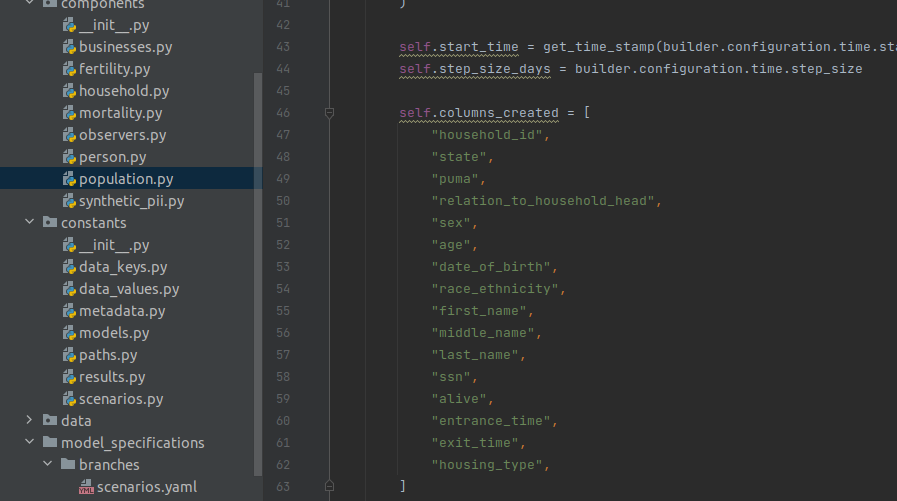 components
__init__.py
businesses.py
fertility.py
household.py
mortality.py
observers.py
person.py
population.py
synthetic_pii.py
constants
__init__.py
data_keys.py
data_values.py
metadata.py
models.py
paths.py
results.py
scenarios.py
data
model_specifications
branches
scenarios.yaml
41 )
42
43 self.start_time = get_time_stamp(builder.configuration.time.sta
44 self.step_size_days = builder.configuration.time.step_size
45
46 self.columns_created = [
47 "household_id",
48 "state",
49 "puma",
50 "relation_to_household_head",
51 "sex",
52 "age",
53 "date_of_birth",
54 "race_ethnicity",
55 "first_name",
56 "middle_name",
57 "last_name",
58 "ssn",
59 "alive",
60 "entrance_time",
61 "exit_time",
62 "housing_type",
63 ]